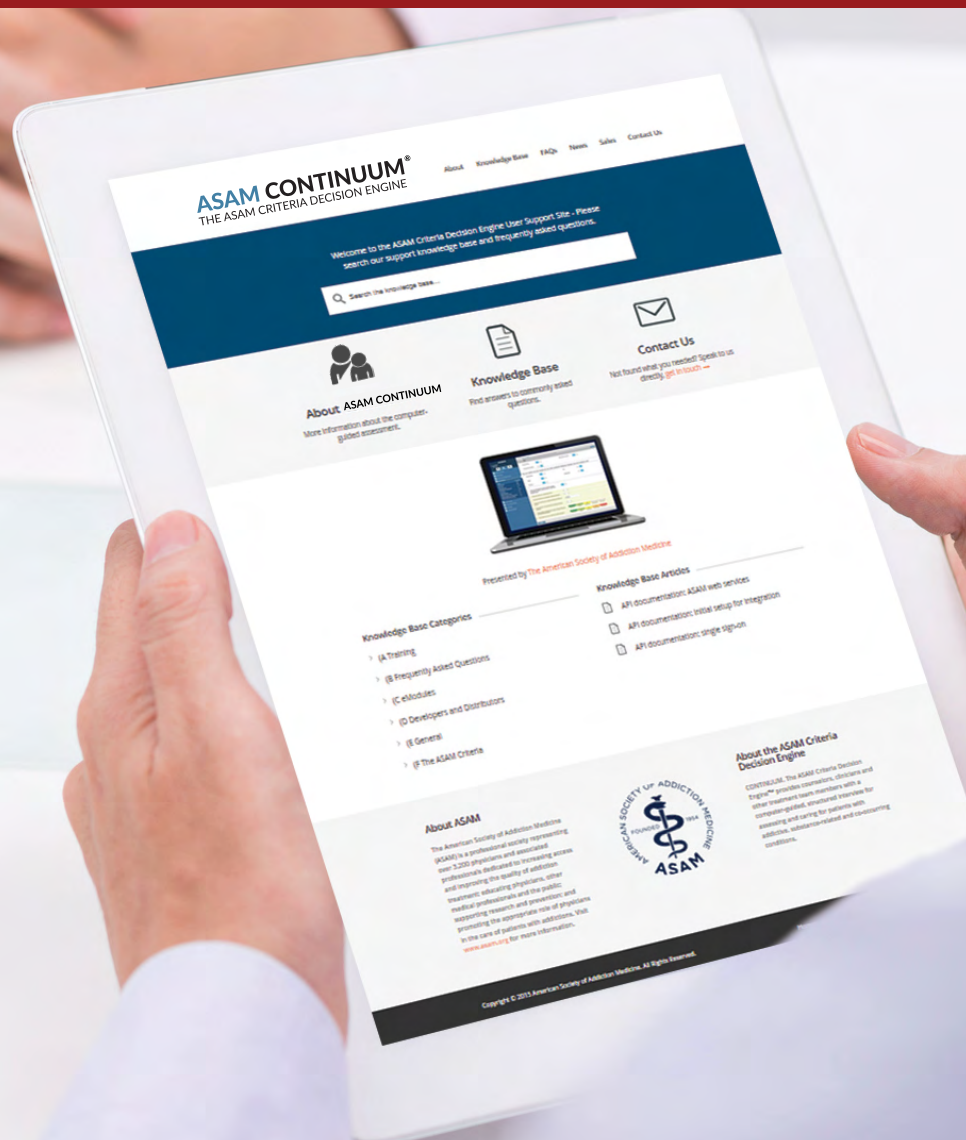 ASAM CONTINUUM®
THE ASAM CRITERIA DECISION ENGINE
About Knowledge Base FAQs News Sales Contact Us
Welcome to the ASAM Criteria Decision Engine User Support Site - Please
search our support knowledge base and frequently asked questions.
Search the knowledge base...
About ASAM CONTINUUM
More information about the computer-
guided assessment.
Knowledge Base
Find answers to commonly asked
questions.
Contact Us
Not found what you needed? Speak to us
directly, get in touch →
Presented by The American Society of Addiction Medicine
Knowledge Base Categories
(A Training
(B Frequently Asked Questions
(C eModules
(D Developers and Distributors
(E General
(F The ASAM Criteria
Knowledge Base Articles
API documentation: ASAM web services
API documentation: initial setup for integration
API documentation: single sign-on
About ASAM
The American Society of Addiction Medicine
(ASAM) is a professional society representing
over 3,200 physicians and associated
professionals dedicated to increasing access
and improving the quality of addiction
treatment; educating physicians, other
medical professionals and the public;
supporting research and prevention; and
promoting the appropriate role of physicians
in the care of patients with addictions. Visit
www.asam.org for more information.
AMERICAN SOCIETY OF ADDICTION MEDICINE
FOUNDED 1954
ASAM
About the ASAM Criteria
Decision Engine
CONTINUUM, The ASAM Criteria Decision
Engine™ provides counselors, clinicians and
other treatment team members with a
computer-guided, structured interview for
assessing and caring for patients with
addictive, substance-related and co-occurring
conditions.
Copyright © 2015 American Society of Addiction Medicine. All Rights Reserved.